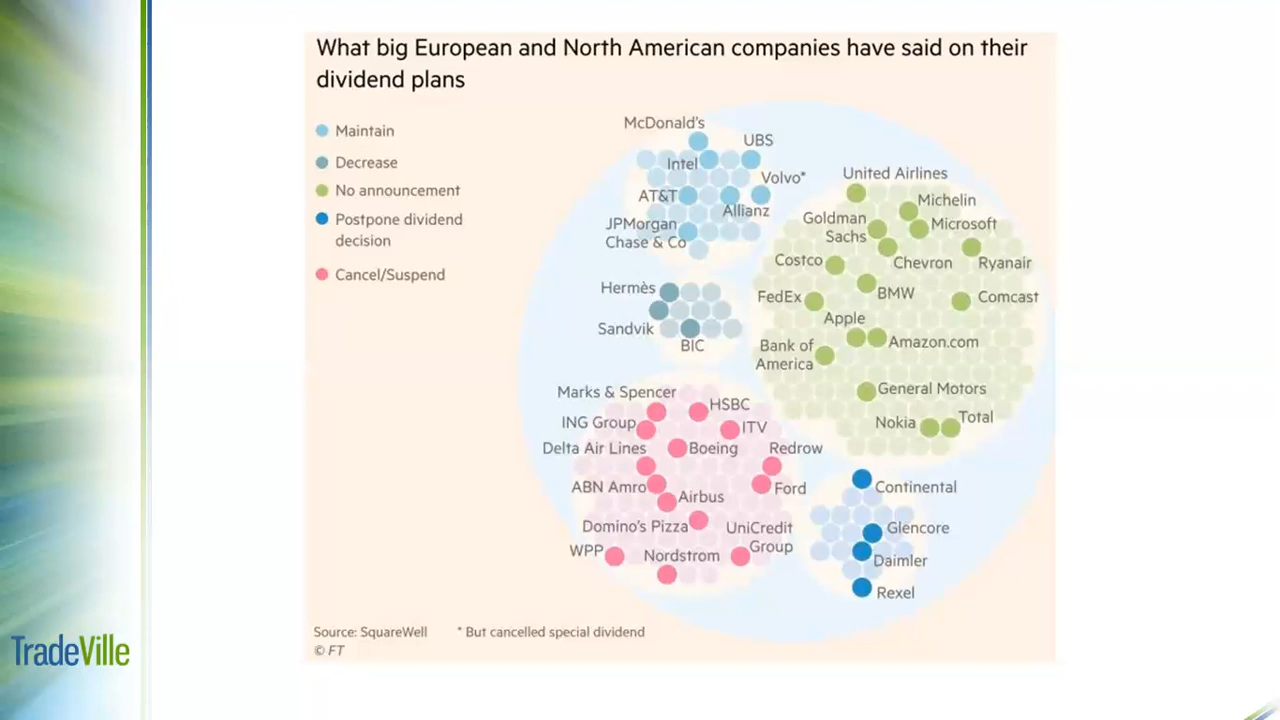 What big European and North American companies have said on their
dividend plans
Maintain
Decrease
No announcement
Postpone dividend
decision
Cancel/Suspend
McDonald's
UBS
Intel
Volvo*
AT&T
Allianz
JPMorgan
Chase & Co
Hermès
Sandvik
BIC
United Airlines
Michelin
Goldman
Sachs
Microsoft
Costco
Chevron
Ryanair
FedEx
BMW
Comcast
Apple
Bank of
America
Amazon.com
General Motors
Nokia
Total
Marks & Spencer
HSBC
ING Group
ITV
Delta Air Lines
Boeing
Redrow
ABN Amro
Airbus
Ford
Domino's Pizza
UniCredit
Group
WPP
Nordstrom
Continental
Glencore
Daimler
Rexel
Source: SquareWell
* But cancelled special dividend
© FT
TradeVille